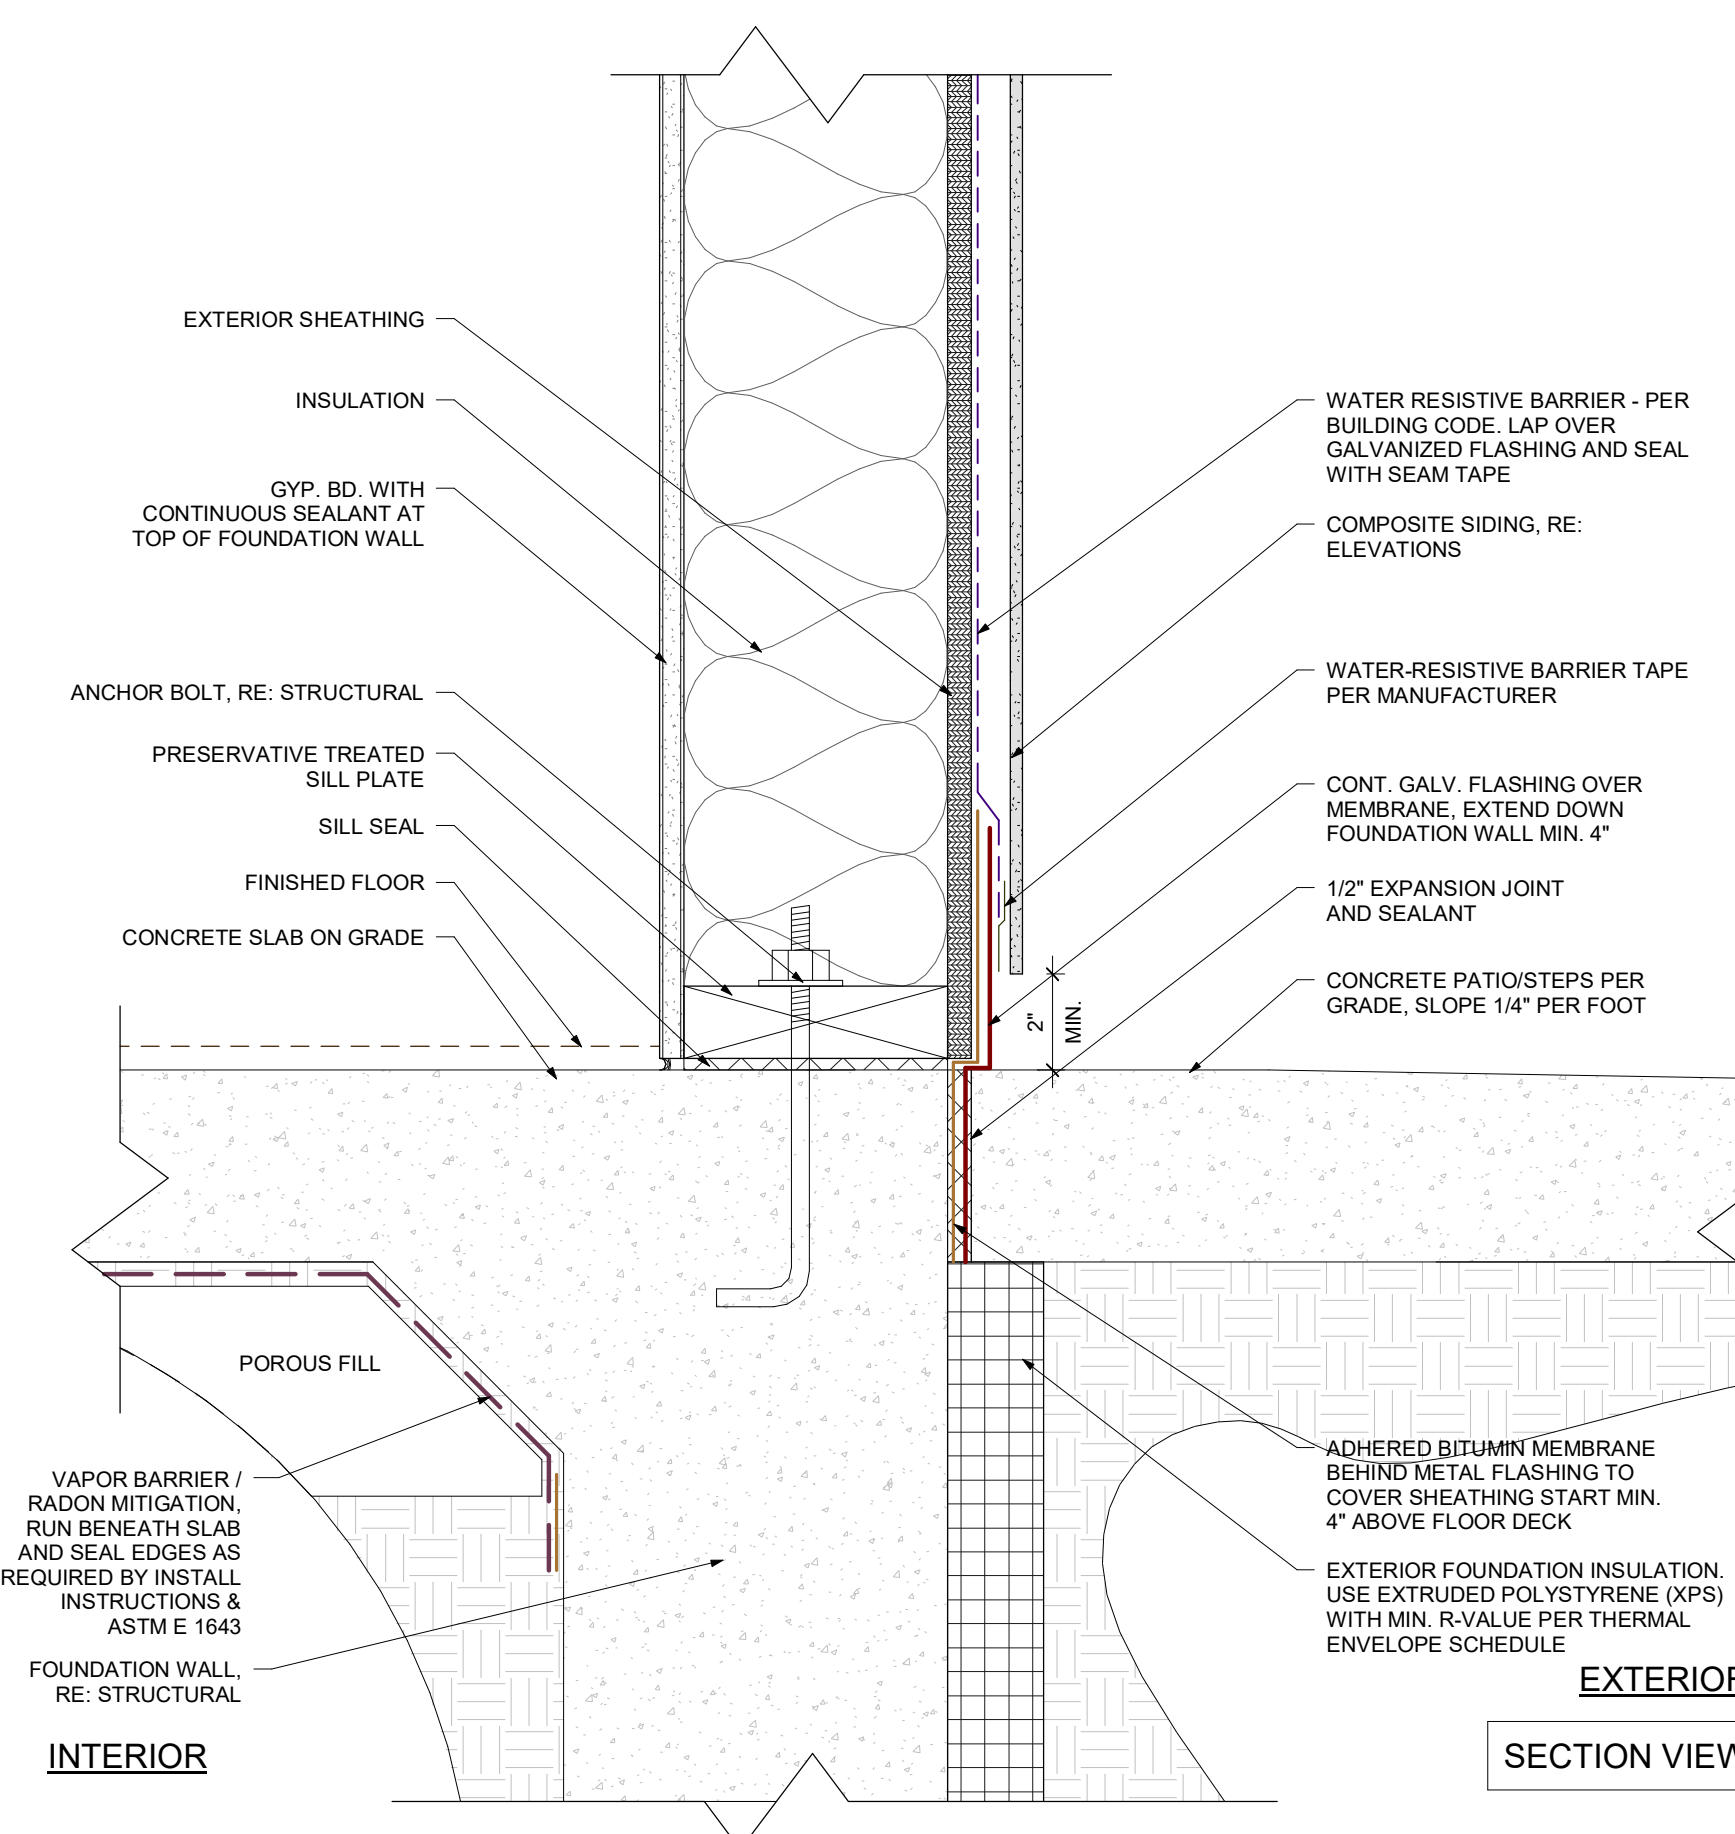 EXTERIOR SHEATHING
INSULATION
GYP. BD. WITH
CONTINUOUS SEALANT AT
TOP OF FOUNDATION WALL
ANCHOR BOLT, RE: STRUCTURAL
PRESERVATIVE TREATED
SILL PLATE
SILL SEAL
FINISHED FLOOR
CONCRETE SLAB ON GRADE
POROUS FILL
VAPOR BARRIER /
RADON MITIGATION,
RUN BENEATH SLAB
AND SEAL EDGES AS
REQUIRED BY INSTALL
INSTRUCTIONS &
ASTM E 1643
FOUNDATION WALL,
RE: STRUCTURAL
INTERIOR
WATER RESISTIVE BARRIER - PER
BUILDING CODE. LAP OVER
GALVANIZED FLASHING AND SEAL
WITH SEAM TAPE
COMPOSITE SIDING, RE:
ELEVATIONS
WATER-RESISTIVE BARRIER TAPE
PER MANUFACTURER
CONT. GALV. FLASHING OVER
MEMBRANE, EXTEND DOWN
FOUNDATION WALL MIN. 4"
1/2" EXPANSION JOINT
AND SEALANT
CONCRETE PATIO/STEPS PER
GRADE, SLOPE 1/4" PER FOOT
2"
MIN.
ADHERED BITUMIN MEMBRANE
BEHIND METAL FLASHING TO
COVER SHEATHING START MIN.
4" ABOVE FLOOR DECK
EXTERIOR FOUNDATION INSULATION.
USE EXTRUDED POLYSTYRENE (XPS)
WITH MIN. R-VALUE PER THERMAL
ENVELOPE SCHEDULE
EXTERIOR
SECTION VIEW